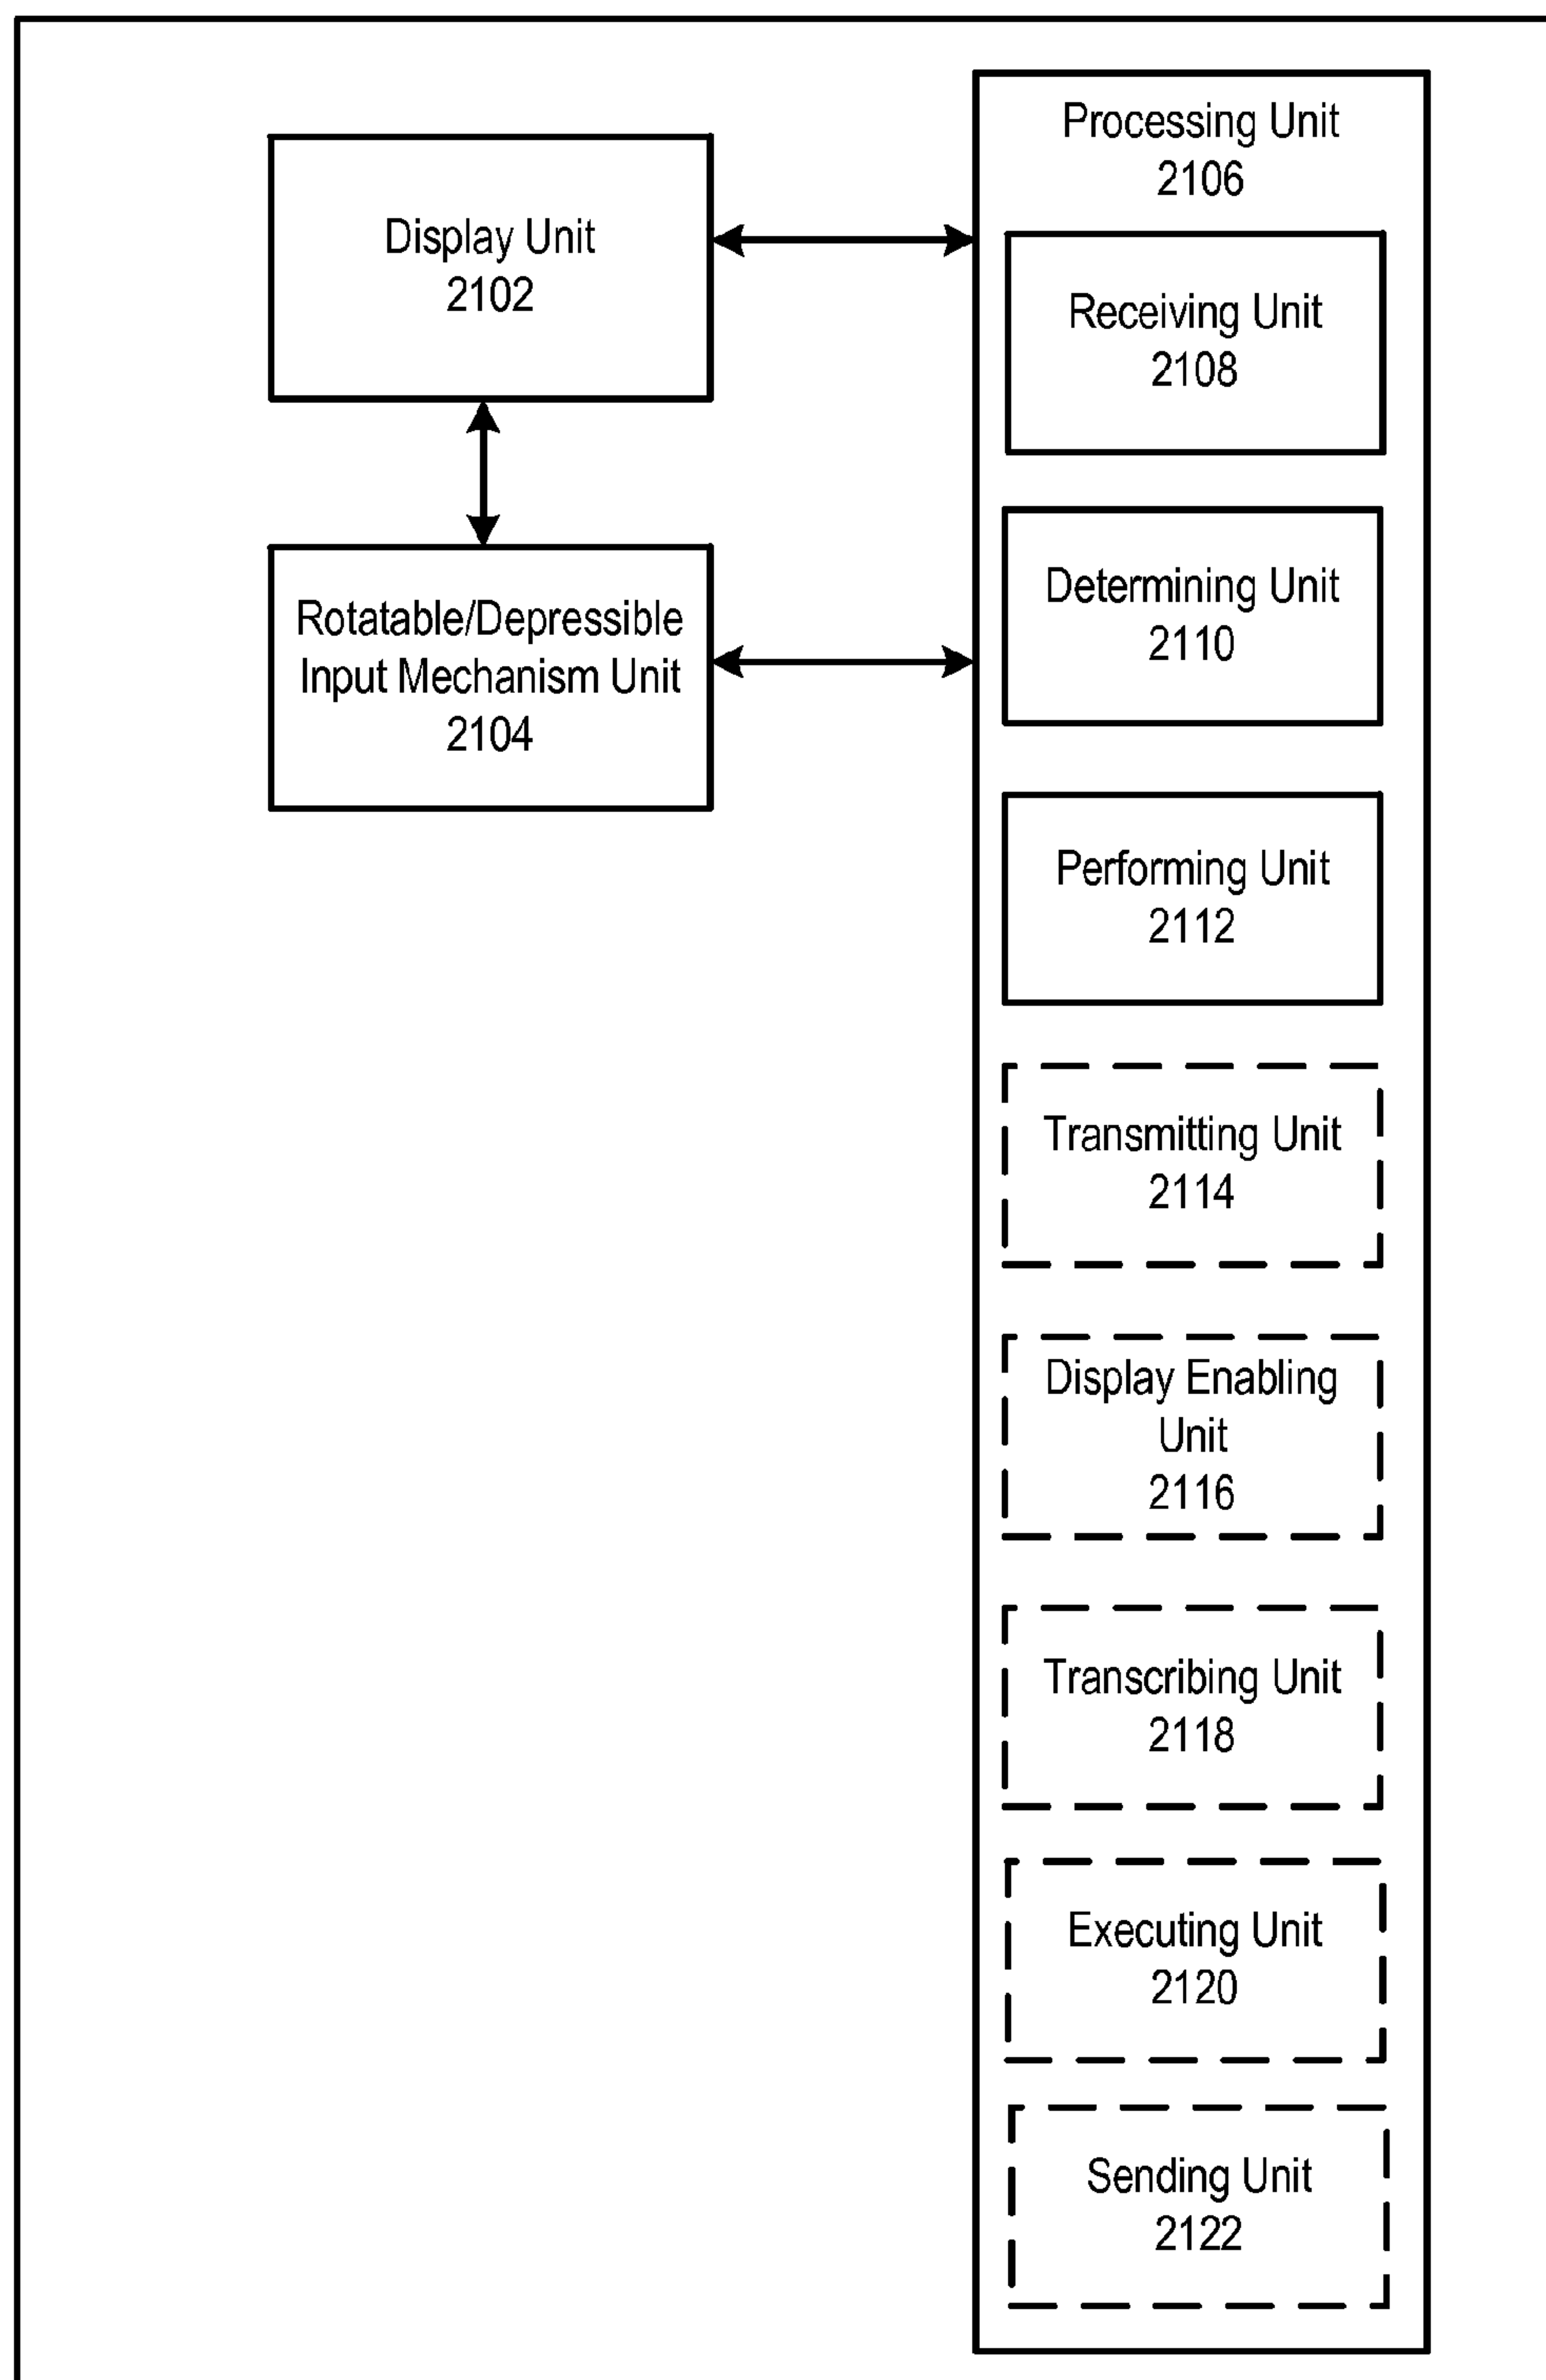 Display Unit
2102
Rotatable/Depressible
Input Mechanism Unit
2104
Processing Unit
2106
Receiving Unit
2108
Determining Unit
2110
Performing Unit
2112
Transmitting Unit
2114
Display Enabling
Unit
2116
Transcribing Unit
2118
Executing Unit
2120
Sending Unit
2122